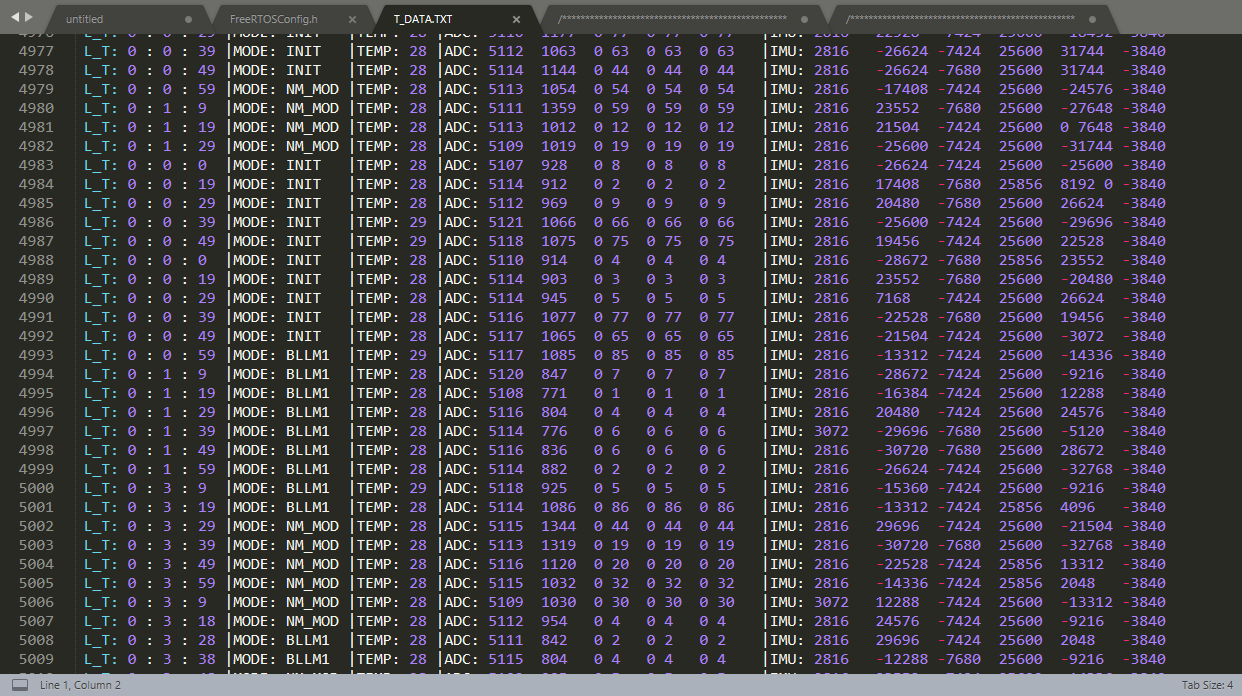 untitled FreeRTOSConfig.h T_DATA.TXT
4977 L_T: 0 : 0 : 39 |MODE: INIT |TEMP: 28 |ADC: 5112 1063 0 63 0 63 0 63 |IMU: 2816 -26624 -7424 25600 31744 -3840
4978 L_T: 0 : 0 : 49 |MODE: INIT |TEMP: 28 |ADC: 5114 1144 0 44 0 44 0 44 |IMU: 2816 -26624 -7680 25600 31744 -3840
4979 L_T: 0 : 0 : 59 |MODE: NM_MOD |TEMP: 28 |ADC: 5113 1054 0 54 0 54 0 54 |IMU: 2816 -17408 -7424 25600 -24576 -3840
4980 L_T: 0 : 1 : 9 |MODE: NM_MOD |TEMP: 28 |ADC: 5111 1359 0 59 0 59 0 59 |IMU: 2816 23552 -7680 25600 -27648 -3840
4981 L_T: 0 : 1 : 19 |MODE: NM_MOD |TEMP: 28 |ADC: 5113 1012 0 12 0 12 0 12 |IMU: 2816 21504 -7424 25600 0 7648 -3840
4982 L_T: 0 : 1 : 29 |MODE: NM_MOD |TEMP: 28 |ADC: 5109 1019 0 19 0 19 0 19 |IMU: 2816 -25600 -7424 25600 -31744 -3840
4983 L_T: 0 : 0 : 0 |MODE: INIT |TEMP: 28 |ADC: 5107 928 0 8 0 8 0 8 |IMU: 2816 -26624 -7424 25600 -25600 -3840
4984 L_T: 0 : 0 : 19 |MODE: INIT |TEMP: 28 |ADC: 5114 912 0 2 0 2 0 2 |IMU: 2816 17408 -7680 25856 8192 0 -3840
4985 L_T: 0 : 0 : 29 |MODE: INIT |TEMP: 28 |ADC: 5112 969 0 9 0 9 0 9 |IMU: 2816 20480 -7680 25600 26624 -3840
4986 L_T: 0 : 0 : 39 |MODE: INIT |TEMP: 29 |ADC: 5121 1066 0 66 0 66 0 66 |IMU: 2816 -25600 -7424 25600 -29696 -3840
4987 L_T: 0 : 0 : 49 |MODE: INIT |TEMP: 29 |ADC: 5118 1075 0 75 0 75 0 75 |IMU: 2816 19456 -7424 25600 22528 -3840
4988 L_T: 0 : 0 : 0 |MODE: INIT |TEMP: 28 |ADC: 5110 914 0 4 0 4 0 4 |IMU: 2816 -28672 -7680 25856 23552 -3840
4989 L_T: 0 : 0 : 19 |MODE: INIT |TEMP: 28 |ADC: 5114 903 0 3 0 3 0 3 |IMU: 2816 23552 -7680 25600 -20480 -3840
4990 L_T: 0 : 0 : 29 |MODE: INIT |TEMP: 28 |ADC: 5114 945 0 5 0 5 0 5 |IMU: 2816 7168 -7424 25600 26624 -3840
4991 L_T: 0 : 0 : 39 |MODE: INIT |TEMP: 28 |ADC: 5116 1077 0 77 0 77 0 77 |IMU: 2816 -22528 -7680 25600 19456 -3840
4992 L_T: 0 : 0 : 49 |MODE: INIT |TEMP: 28 |ADC: 5117 1065 0 65 0 65 0 65 |IMU: 2816 -21504 -7424 25600 -3072 -3840
4993 L_T: 0 : 0 : 59 |MODE: BLLM1 |TEMP: 29 |ADC: 5117 1085 0 85 0 85 0 85 |IMU: 2816 -13312 -7424 25600 -14336 -3840
4994 L_T: 0 : 1 : 9 |MODE: BLLM1 |TEMP: 28 |ADC: 5120 847 0 7 0 7 0 7 |IMU: 2816 -28672 -7424 25600 -9216 -3840
4995 L_T: 0 : 1 : 19 |MODE: BLLM1 |TEMP: 28 |ADC: 5108 771 0 1 0 1 0 1 |IMU: 2816 -16384 -7424 25600 12288 -3840
4996 L_T: 0 : 1 : 29 |MODE: BLLM1 |TEMP: 28 |ADC: 5116 804 0 4 0 4 0 4 |IMU: 2816 20480 -7424 25600 24576 -3840
4997 L_T: 0 : 1 : 39 |MODE: BLLM1 |TEMP: 28 |ADC: 5114 776 0 6 0 6 0 6 |IMU: 3072 -29696 -7680 25600 -5120 -3840
4998 L_T: 0 : 1 : 49 |MODE: BLLM1 |TEMP: 28 |ADC: 5116 836 0 6 0 6 0 6 |IMU: 2816 -30720 -7680 25600 28672 -3840
4999 L_T: 0 : 1 : 59 |MODE: BLLM1 |TEMP: 28 |ADC: 5114 882 0 2 0 2 0 2 |IMU: 2816 -26624 -7424 25600 -32768 -3840
5000 L_T: 0 : 3 : 9 |MODE: BLLM1 |TEMP: 29 |ADC: 5118 925 0 5 0 5 0 5 |IMU: 2816 -15360 -7424 25600 -9216 -3840
5001 L_T: 0 : 3 : 19 |MODE: BLLM1 |TEMP: 28 |ADC: 5114 1086 0 86 0 86 0 86 |IMU: 2816 -13312 -7424 25856 4096 -3840
5002 L_T: 0 : 3 : 29 |MODE: NM_MOD |TEMP: 28 |ADC: 5115 1344 0 44 0 44 0 44 |IMU: 2816 29696 -7424 25600 -21504 -3840
5003 L_T: 0 : 3 : 39 |MODE: NM_MOD |TEMP: 28 |ADC: 5113 1319 0 19 0 19 0 19 |IMU: 2816 -30720 -7680 25600 -32768 -3840
5004 L_T: 0 : 3 : 49 |MODE: NM_MOD |TEMP: 28 |ADC: 5116 1120 0 20 0 20 0 20 |IMU: 2816 -22528 -7680 25856 13312 -3840
5005 L_T: 0 : 3 : 59 |MODE: NM_MOD |TEMP: 28 |ADC: 5115 1032 0 32 0 32 0 32 |IMU: 2816 -14336 -7424 25856 2048 -3840
5006 L_T: 0 : 3 : 9 |MODE: NM_MOD |TEMP: 28 |ADC: 5109 1030 0 30 0 30 0 30 |IMU: 3072 12288 -7424 25600 -13312 -3840
5007 L_T: 0 : 3 : 18 |MODE: NM_MOD |TEMP: 28 |ADC: 5112 954 0 4 0 4 0 4 |IMU: 2816 24576 -7424 25600 -9216 -3840
5008 L_T: 0 : 3 : 28 |MODE: BLLM1 |TEMP: 28 |ADC: 5111 842 0 2 0 2 0 2 |IMU: 2816 29696 -7424 25600 2048 -3840
5009 L_T: 0 : 3 : 38 |MODE: BLLM1 |TEMP: 28 |ADC: 5115 804 0 4 0 4 0 4 |IMU: 2816 -12288 -7680 25600 -9216 -3840
Line 1, Column 2 Tab Size: 4